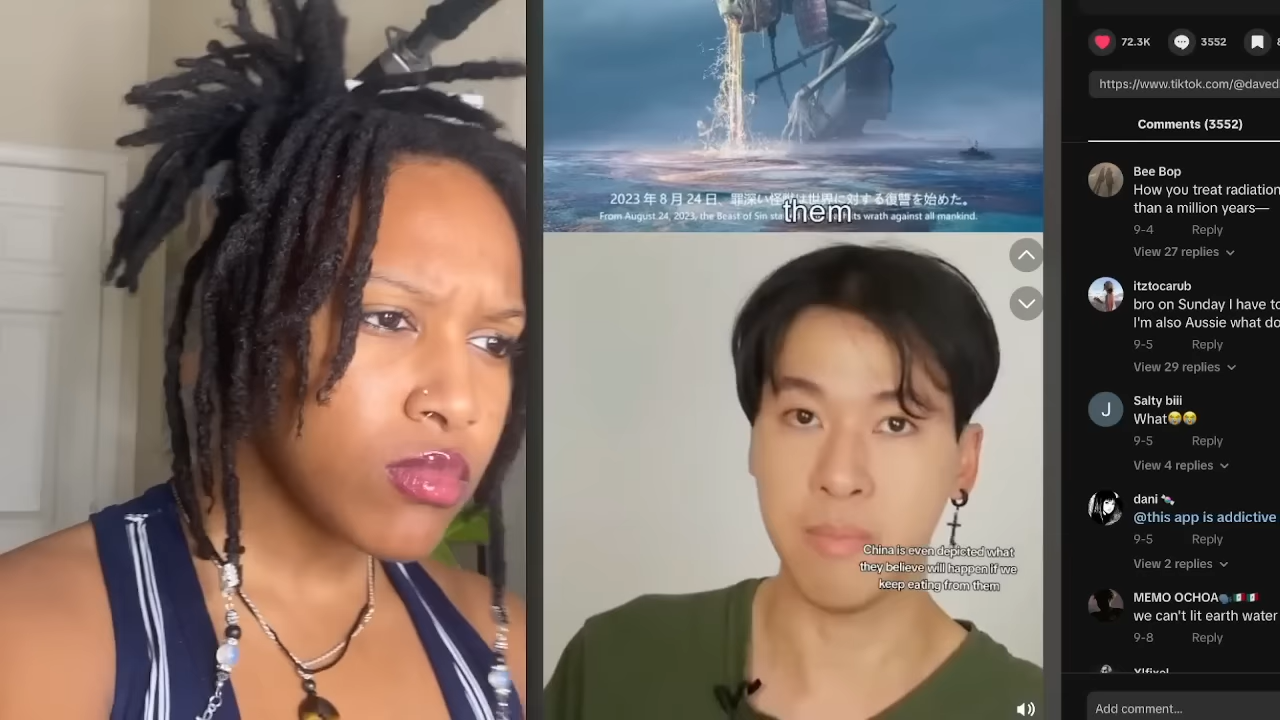 2023 年 8 月 24 日、罪深い怪獣は世界に対する復讐を始めた。
From August 24, 2023, the Beast of Sin sta its wrath against all mankind.
them
China is even depicted what
they believe will happen if we
keep eating from them
72.3K
3552
8
https://www.tiktok.com/@daved
Comments (3552)
Bee Bop
How you treat radiation
than a million years—
9-4 Reply
View 27 replies
itztocarub
bro on Sunday I have to
I'm also Aussie what do
9-5 Reply
View 29 replies
J
Salty biii
What😭😭
9-5 Reply
View 4 replies
dani 🍬
@this app is addictive
9-5 Reply
View 2 replies
MEMO OCHOA🗣️🇲🇽🇲🇽
we can't lit earth water
9-8 Reply
Add comment...